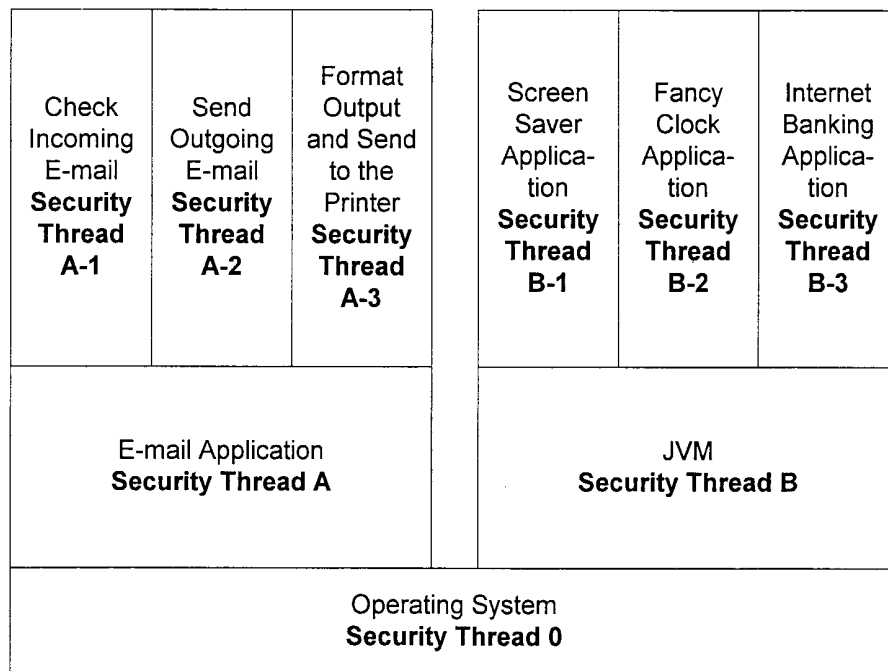 Check
Incoming
E-mail
Security
Thread
A-1
Send
Outgoing
E-mail
Security
Thread
A-2
Format
Output
and Send
to the
Printer
Security
Thread
A-3
Screen
Saver
Applica-
tion
Security
Thread
B-1
Fancy
Clock
Applica-
tion
Security
Thread
B-2
Internet
Banking
Applica-
tion
Security
Thread
B-3
E-mail Application
Security Thread A
JVM
Security Thread B
Operating System
Security Thread 0